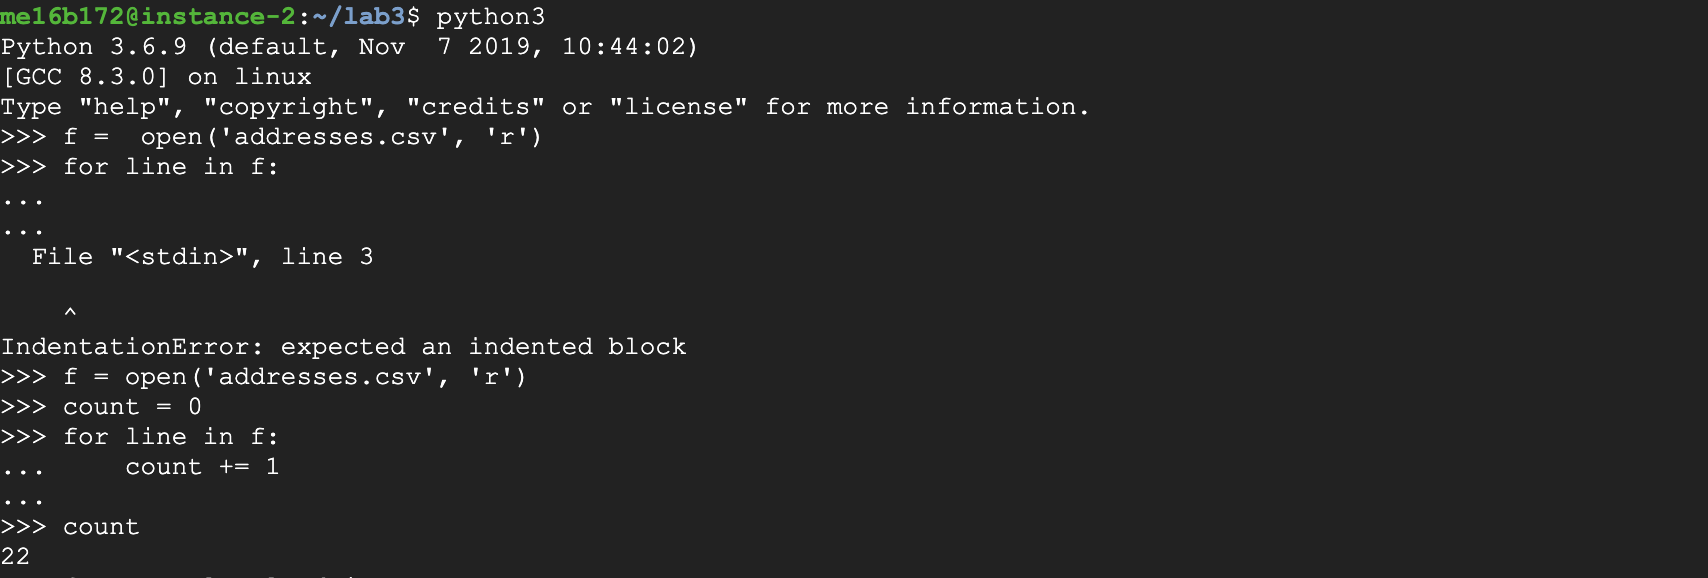 me16b172@instance-2:~/lab3$ python3
Python 3.6.9 (default, Nov  7 2019, 10:44:02)
[GCC 8.3.0] on linux
Type "help", "copyright", "credits" or "license" for more information.
>>> f =  open('addresses.csv', 'r')
>>> for line in f:
...
...
  File "<stdin>", line 3
    ^
IndentationError: expected an indented block
>>> f = open('addresses.csv', 'r')
>>> count = 0
>>> for line in f:
...     count += 1
...
>>> count
22